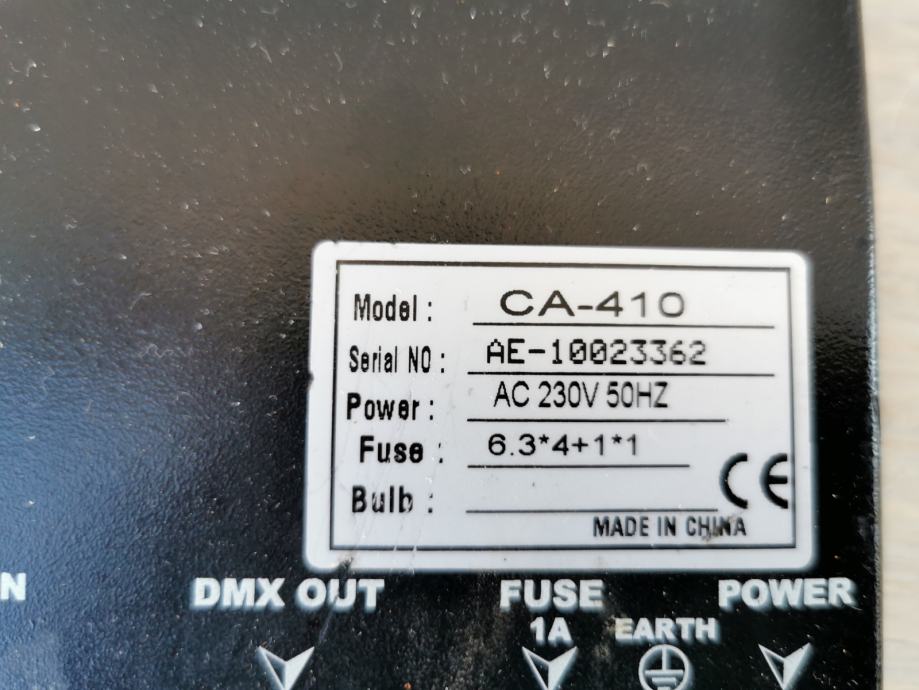 Model : CA-410
Serial NO : AE-10023362
Power : AC 230V 50HZ
Fuse : 6.3*4+1*1
Bulb :
CE
MADE IN CHINA
N DMX OUT FUSE POWER
1A EARTH